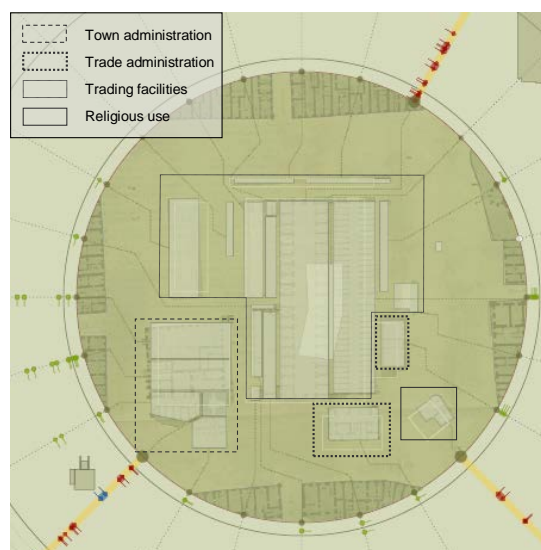 Town administration
Trade administration
Trading facilities
Religious use